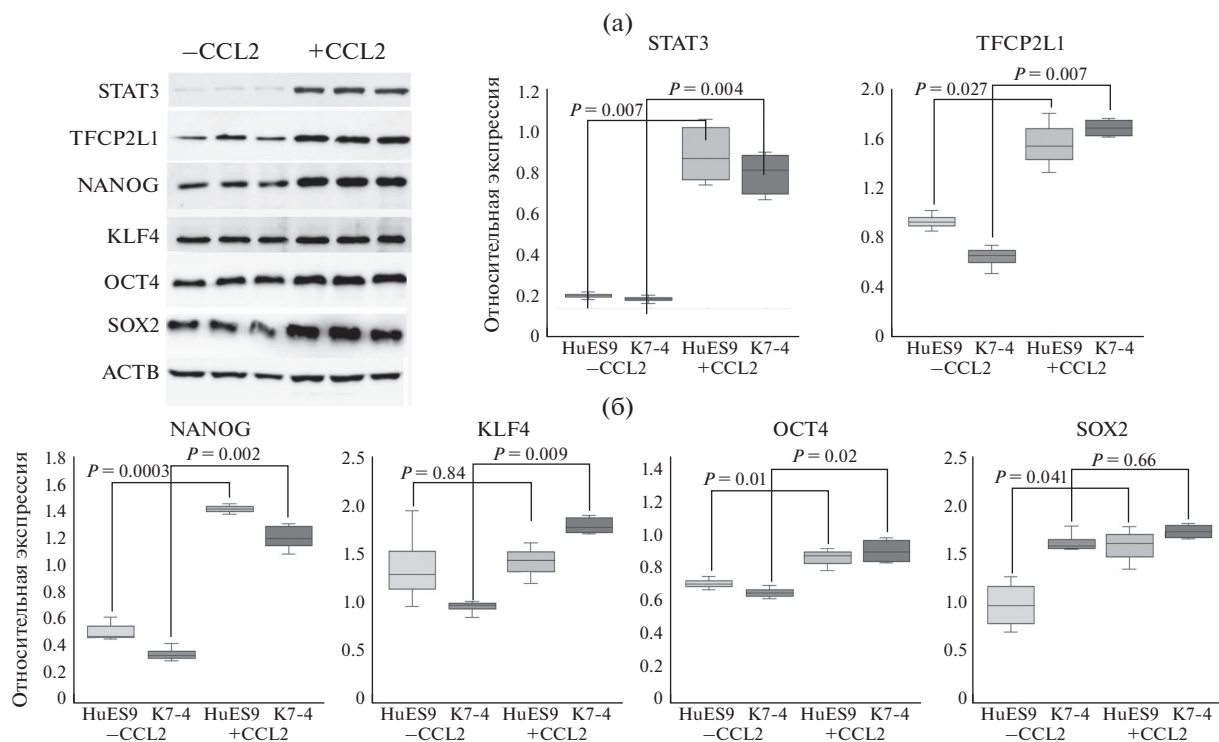 (а)
−CCL2 +CCL2
STAT3
TFCP2L1
NANOG
KLF4
OCT4
SOX2
ACTB
STAT3
Относительная экспрессия
1.2
1.0
0.8
0.6
0.4
0.2
0
P = 0.007
P = 0.004
HuES9 K7-4 HuES9 K7-4
−CCL2 +CCL2
TFCP2L1
2.0
1.6
1.2
0.8
0.4
0
P = 0.027
P = 0.007
HuES9 K7-4 HuES9 K7-4
−CCL2 +CCL2
(б)
NANOG
Относительная экспрессия
1.8
1.6
1.4
1.2
1.0
0.8
0.6
0.4
0.2
0
P = 0.0003
P = 0.002
HuES9 K7-4 HuES9 K7-4
−CCL2 +CCL2
KLF4
2.5
2.0
1.5
1.0
0.5
0
P = 0.84
P = 0.009
HuES9 K7-4 HuES9 K7-4
−CCL2 +CCL2
OCT4
1.4
1.2
1.0
0.8
0.6
0.4
0.2
0
P = 0.01
P = 0.02
HuES9 K7-4 HuES9 K7-4
−CCL2 +CCL2
SOX2
2.5
2.0
1.5
1.0
0.5
0
P = 0.041
P = 0.66
HuES9 K7-4 HuES9 K7-4
−CCL2 +CCL2